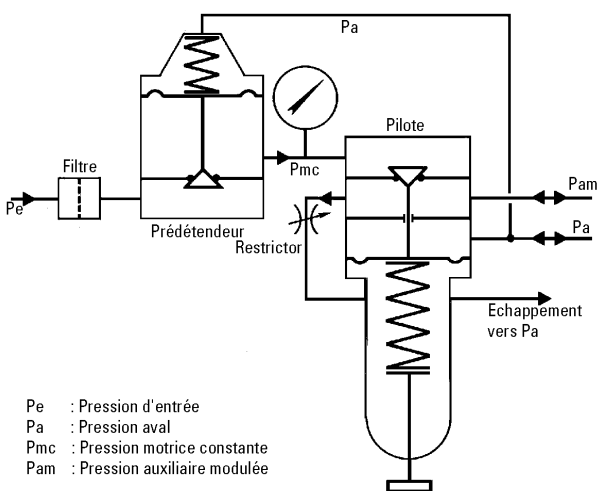 Pa
Pilote
Filtre
Pmc
Pe
Pam
Prédétendeur
Restrictor
Pa
Echappement
vers Pa
Pe : Pression d'entrée
Pa : Pression aval
Pmc : Pression motrice constante
Pam : Pression auxiliaire modulée